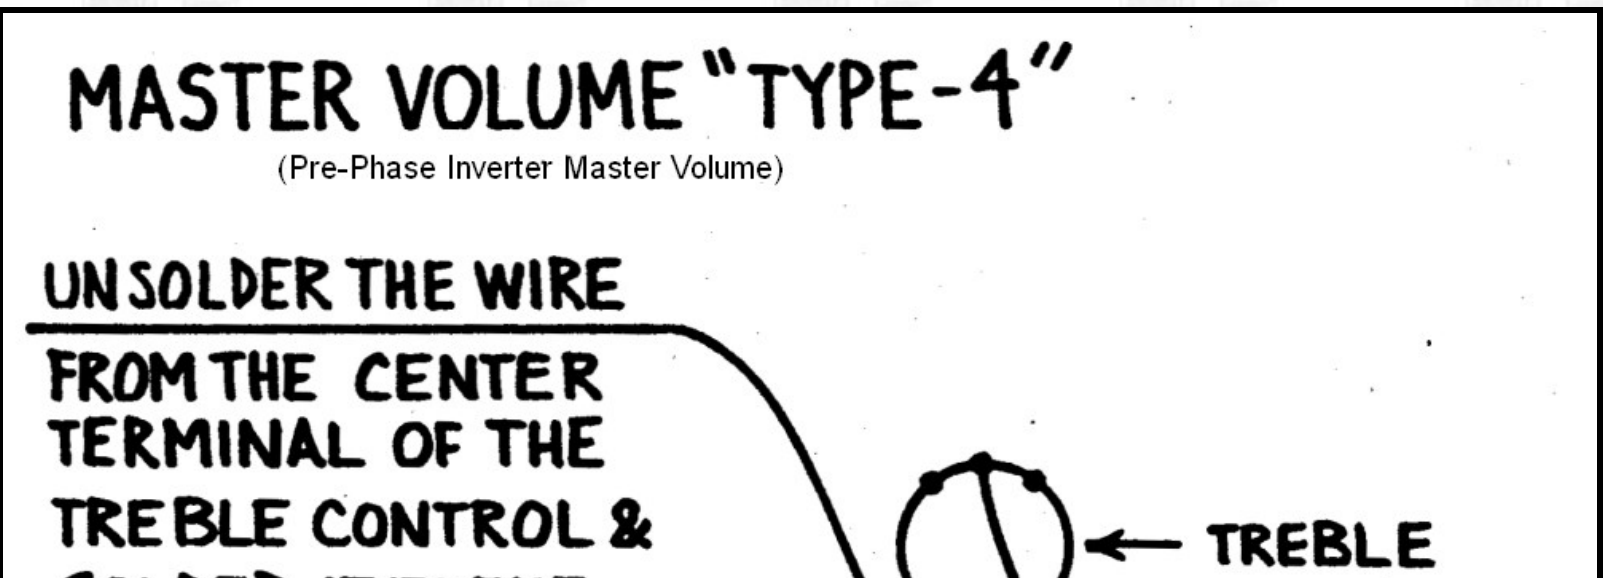 MASTER VOLUME "TYPE-4"
(Pre-Phase Inverter Master Volume)
UNSOLDER THE WIRE
FROM THE CENTER
TERMINAL OF THE
TREBLE CONTROL &
TREBLE